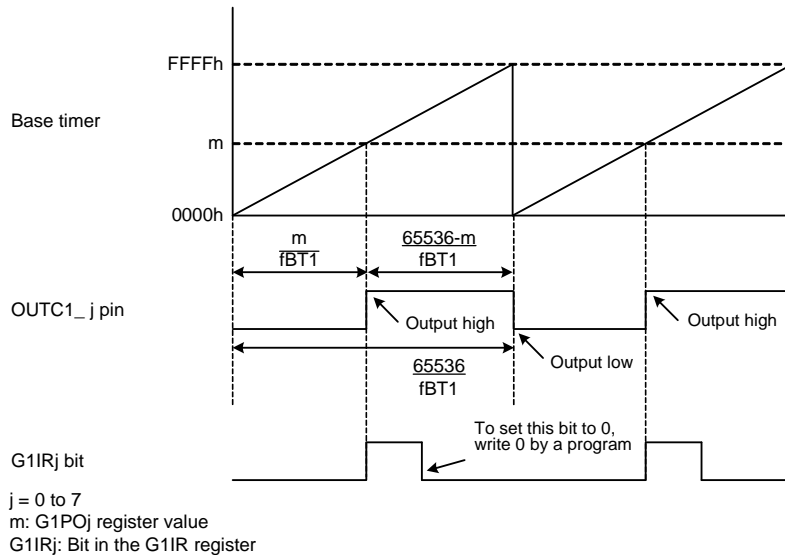 FFFFh
Base timer
m
0000h
m
fBT1
65536-m
fBT1
OUTC1_ j pin
Output high
Output high
Output low
65536
fBT1
To set this bit to 0,
write 0 by a program
G1IRj bit
j = 0 to 7
m: G1POj register value
G1IRj: Bit in the G1IR register